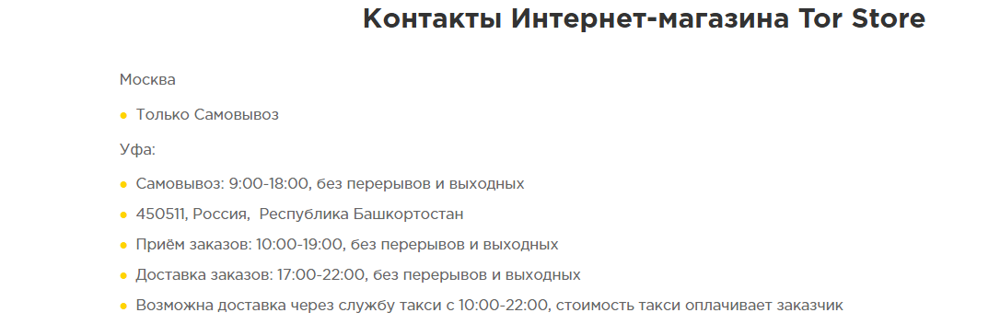 Контакты Интернет-магазина Tor Store
Москва
Только Самовывоз
Уфа:
Самовывоз: 9:00-18:00, без перерывов и выходных
450511, Россия,  Республика Башкортостан
Приём заказов: 10:00-19:00, без перерывов и выходных
Доставка заказов: 17:00-22:00, без перерывов и выходных
Возможна доставка через службу такси с 10:00-22:00, стоимость такси оплачивает заказчик